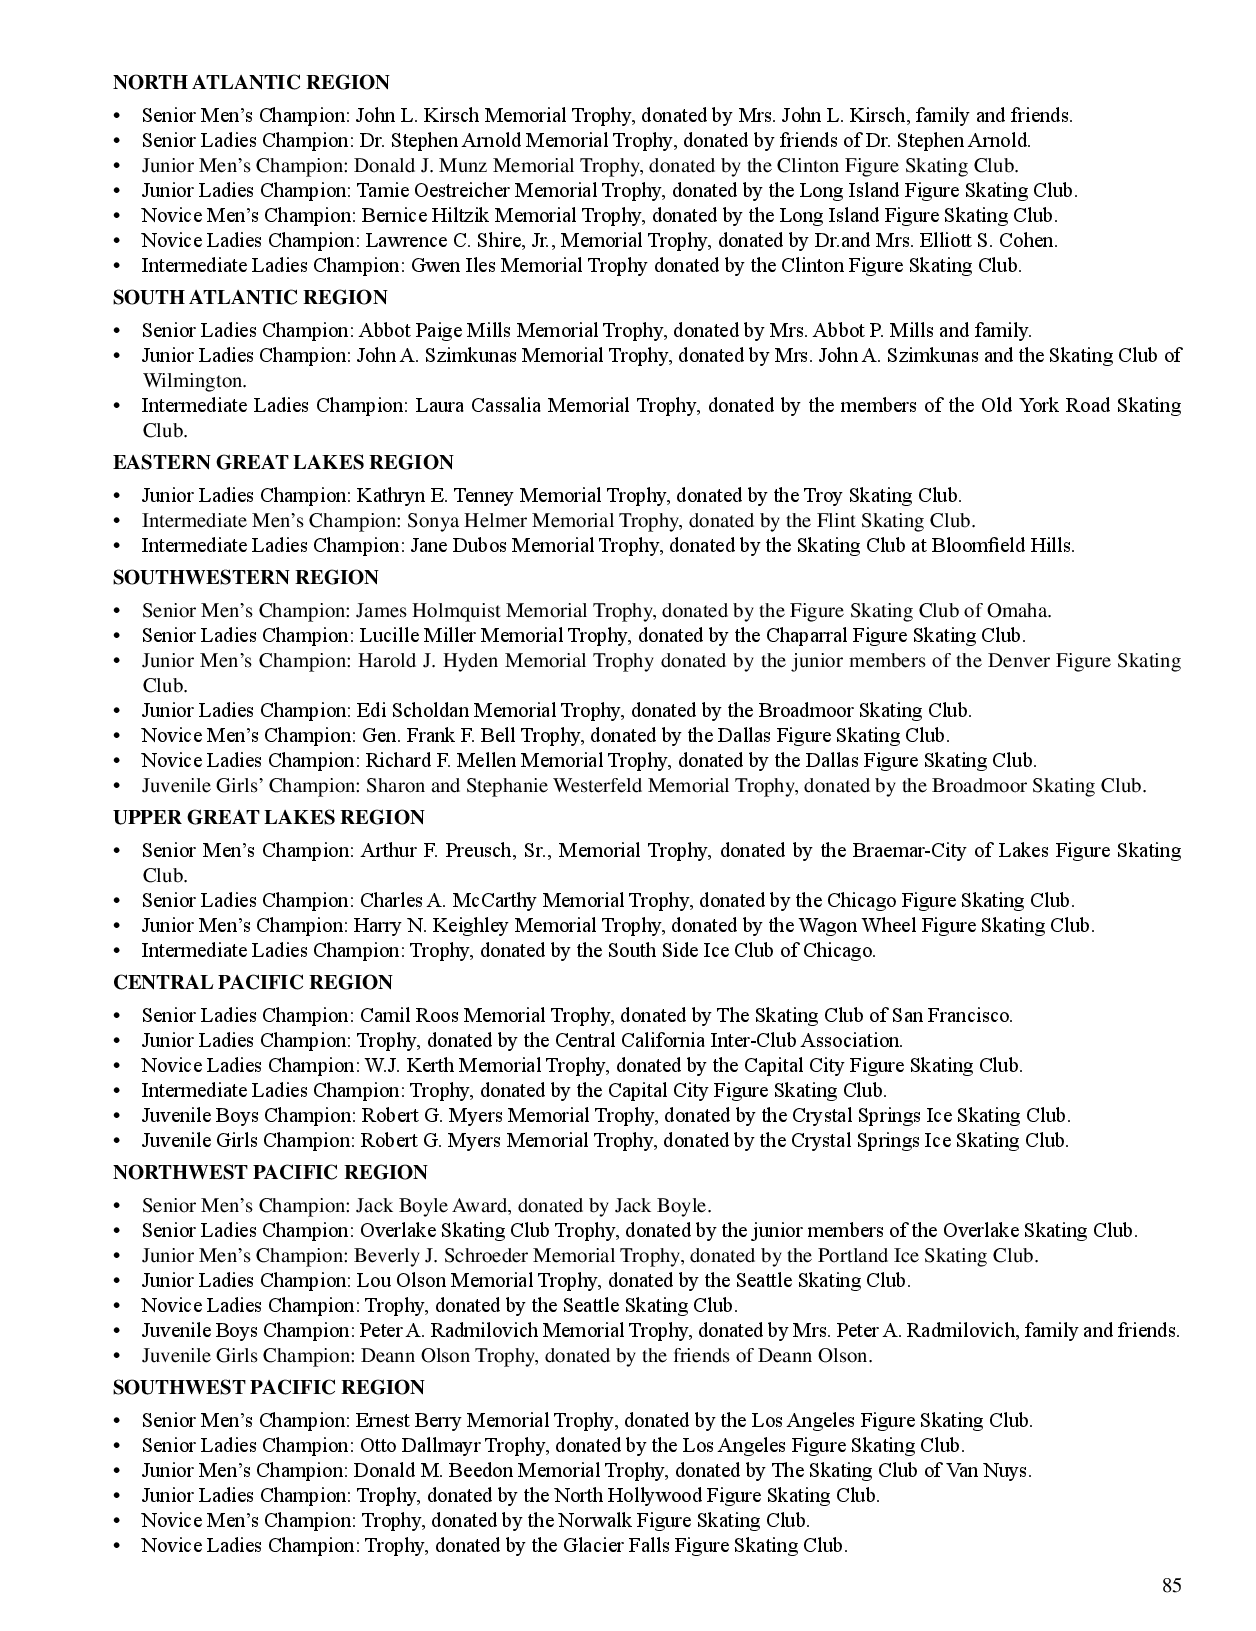 NORTH ATLANTIC REGION
• Senior Men’s Champion: John L. Kirsch Memorial Trophy, donated by Mrs. John L. Kirsch, family and friends.
• Senior Ladies Champion: Dr. Stephen Arnold Memorial Trophy, donated by friends of Dr. Stephen Arnold.
• Junior Men’s Champion: Donald J. Munz Memorial Trophy, donated by the Clinton Figure Skating Club.
• Junior Ladies Champion: Tamie Oestreicher Memorial Trophy, donated by the Long Island Figure Skating Club.
• Novice Men’s Champion: Bernice Hiltzik Memorial Trophy, donated by the Long Island Figure Skating Club.
• Novice Ladies Champion: Lawrence C. Shire, Jr., Memorial Trophy, donated by Dr.and Mrs. Elliott S. Cohen.
• Intermediate Ladies Champion: Gwen Iles Memorial Trophy donated by the Clinton Figure Skating Club.
SOUTH ATLANTIC REGION
• Senior Ladies Champion: Abbot Paige Mills Memorial Trophy, donated by Mrs. Abbot P. Mills and family.
• Junior Ladies Champion: John A. Szimkunas Memorial Trophy, donated by Mrs. John A. Szimkunas and the Skating Club of
Wilmington.
• Intermediate Ladies Champion: Laura Cassalia Memorial Trophy, donated by the members of the Old York Road Skating
Club.
EASTERN GREAT LAKES REGION
• Junior Ladies Champion: Kathryn E. Tenney Memorial Trophy, donated by the Troy Skating Club.
• Intermediate Men’s Champion: Sonya Helmer Memorial Trophy, donated by the Flint Skating Club.
• Intermediate Ladies Champion: Jane Dubos Memorial Trophy, donated by the Skating Club at Bloomfield Hills.
SOUTHWESTERN REGION
• Senior Men’s Champion: James Holmquist Memorial Trophy, donated by the Figure Skating Club of Omaha.
• Senior Ladies Champion: Lucille Miller Memorial Trophy, donated by the Chaparral Figure Skating Club.
• Junior Men’s Champion: Harold J. Hyden Memorial Trophy donated by the junior members of the Denver Figure Skating
Club.
• Junior Ladies Champion: Edi Scholdan Memorial Trophy, donated by the Broadmoor Skating Club.
• Novice Men’s Champion: Gen. Frank F. Bell Trophy, donated by the Dallas Figure Skating Club.
• Novice Ladies Champion: Richard F. Mellen Memorial Trophy, donated by the Dallas Figure Skating Club.
• Juvenile Girls’ Champion: Sharon and Stephanie Westerfeld Memorial Trophy, donated by the Broadmoor Skating Club.
UPPER GREAT LAKES REGION
• Senior Men’s Champion: Arthur F. Preusch, Sr., Memorial Trophy, donated by the Braemar-City of Lakes Figure Skating
Club.
• Senior Ladies Champion: Charles A. McCarthy Memorial Trophy, donated by the Chicago Figure Skating Club.
• Junior Men’s Champion: Harry N. Keighley Memorial Trophy, donated by the Wagon Wheel Figure Skating Club.
• Intermediate Ladies Champion: Trophy, donated by the South Side Ice Club of Chicago.
CENTRAL PACIFIC REGION
• Senior Ladies Champion: Camil Roos Memorial Trophy, donated by The Skating Club of San Francisco.
• Junior Ladies Champion: Trophy, donated by the Central California Inter-Club Association.
• Novice Ladies Champion: W.J. Kerth Memorial Trophy, donated by the Capital City Figure Skating Club.
• Intermediate Ladies Champion: Trophy, donated by the Capital City Figure Skating Club.
• Juvenile Boys Champion: Robert G. Myers Memorial Trophy, donated by the Crystal Springs Ice Skating Club.
• Juvenile Girls Champion: Robert G. Myers Memorial Trophy, donated by the Crystal Springs Ice Skating Club.
NORTHWEST PACIFIC REGION
• Senior Men’s Champion: Jack Boyle Award, donated by Jack Boyle.
• Senior Ladies Champion: Overlake Skating Club Trophy, donated by the junior members of the Overlake Skating Club.
• Junior Men’s Champion: Beverly J. Schroeder Memorial Trophy, donated by the Portland Ice Skating Club.
• Junior Ladies Champion: Lou Olson Memorial Trophy, donated by the Seattle Skating Club.
• Novice Ladies Champion: Trophy, donated by the Seattle Skating Club.
• Juvenile Boys Champion: Peter A. Radmilovich Memorial Trophy, donated by Mrs. Peter A. Radmilovich, family and friends.
• Juvenile Girls Champion: Deann Olson Trophy, donated by the friends of Deann Olson.
SOUTHWEST PACIFIC REGION
• Senior Men’s Champion: Ernest Berry Memorial Trophy, donated by the Los Angeles Figure Skating Club.
• Senior Ladies Champion: Otto Dallmayr Trophy, donated by the Los Angeles Figure Skating Club.
• Junior Men’s Champion: Donald M. Beedon Memorial Trophy, donated by The Skating Club of Van Nuys.
• Junior Ladies Champion: Trophy, donated by the North Hollywood Figure Skating Club.
• Novice Men’s Champion: Trophy, donated by the Norwalk Figure Skating Club.
• Novice Ladies Champion: Trophy, donated by the Glacier Falls Figure Skating Club.
85